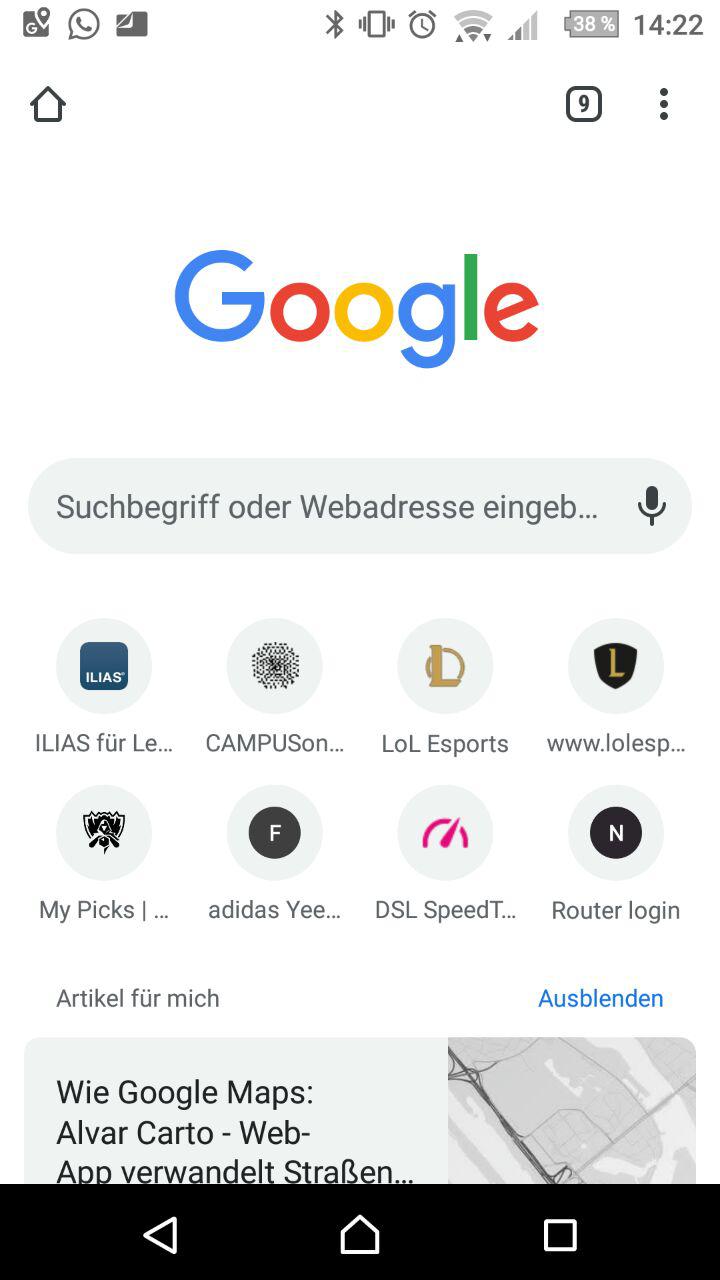 38 % 14:22
9
Google
Suchbegriff oder Webadresse eingeb...
ILIAS
L
ILIAS für Le... CAMPUSon... LoL Esports www.lolesp...
F N
My Picks | ... adidas Yee... DSL SpeedT... Router login
Artikel für mich Ausblenden
Wie Google Maps:
Alvar Carto - Web-
App verwandelt Straßen...